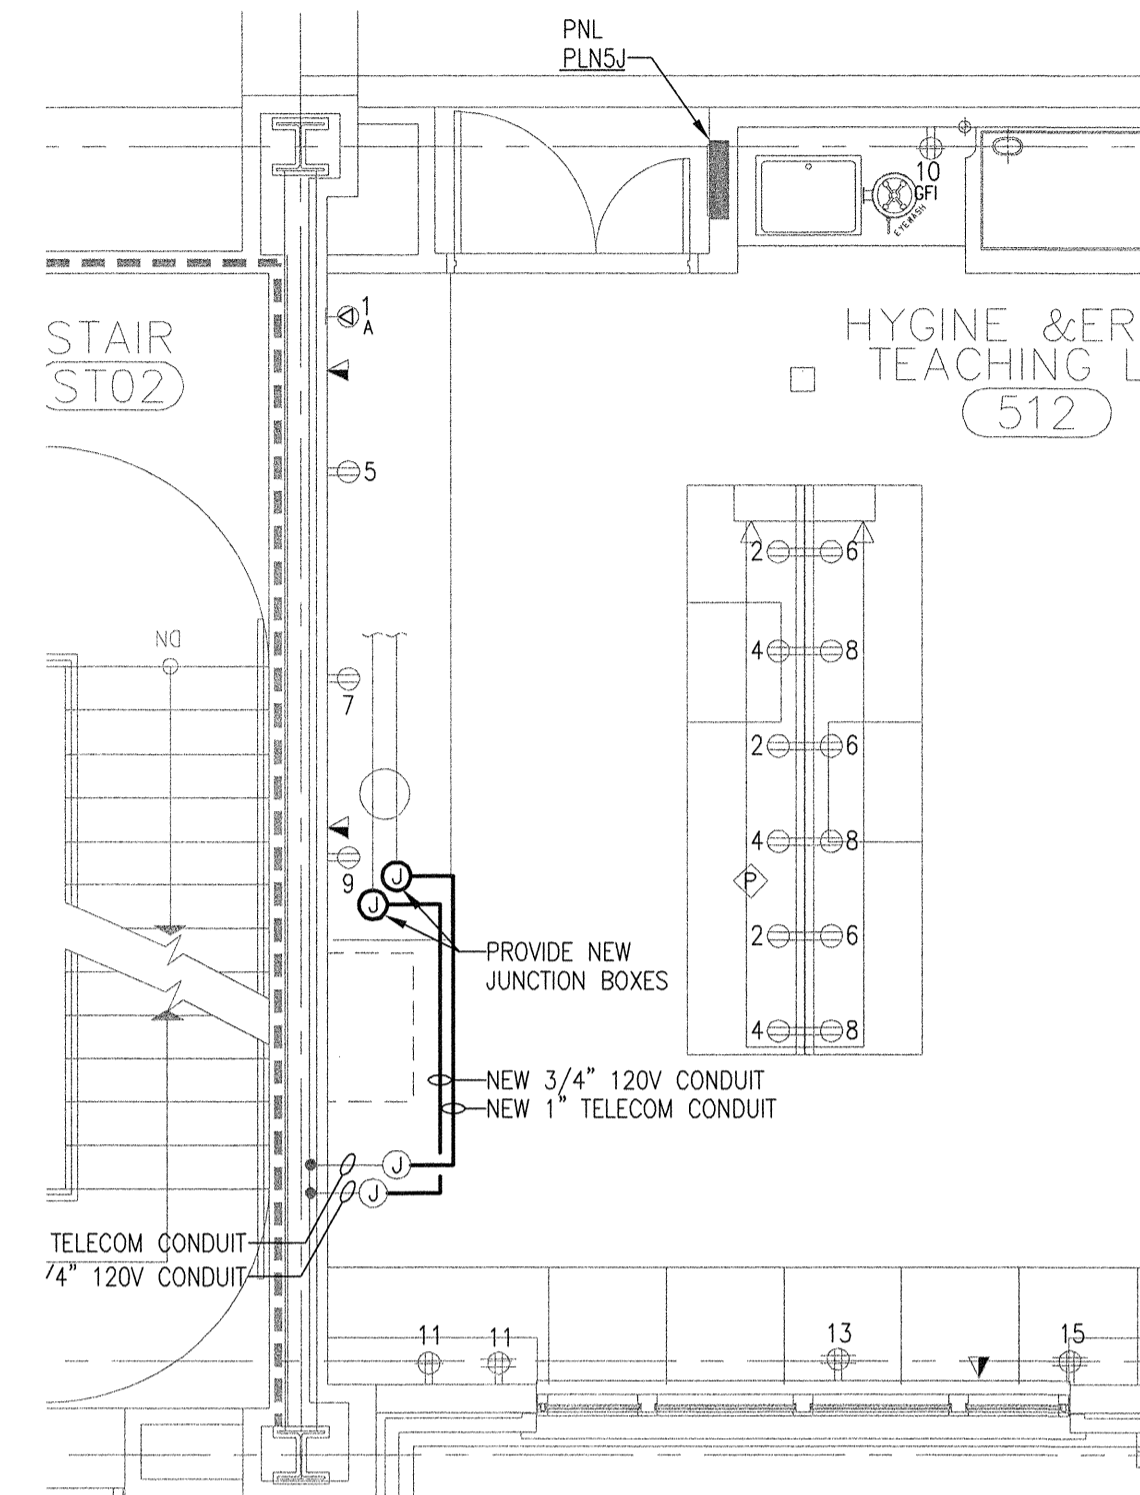 PNL
PLN5J
10
GFI
EYEWASH
1
A
STAIR
ST02
HYGINE &ER
TEACHING L
512
5
2 6
DN
4 8
7
2 6
4 8
9
P
J
J
2 6
PROVIDE NEW
JUNCTION BOXES
4 8
NEW 3/4" 120V CONDUIT
NEW 1" TELECOM CONDUIT
J
J
TELECOM CONDUIT
/4" 120V CONDUIT
11 11 13 15